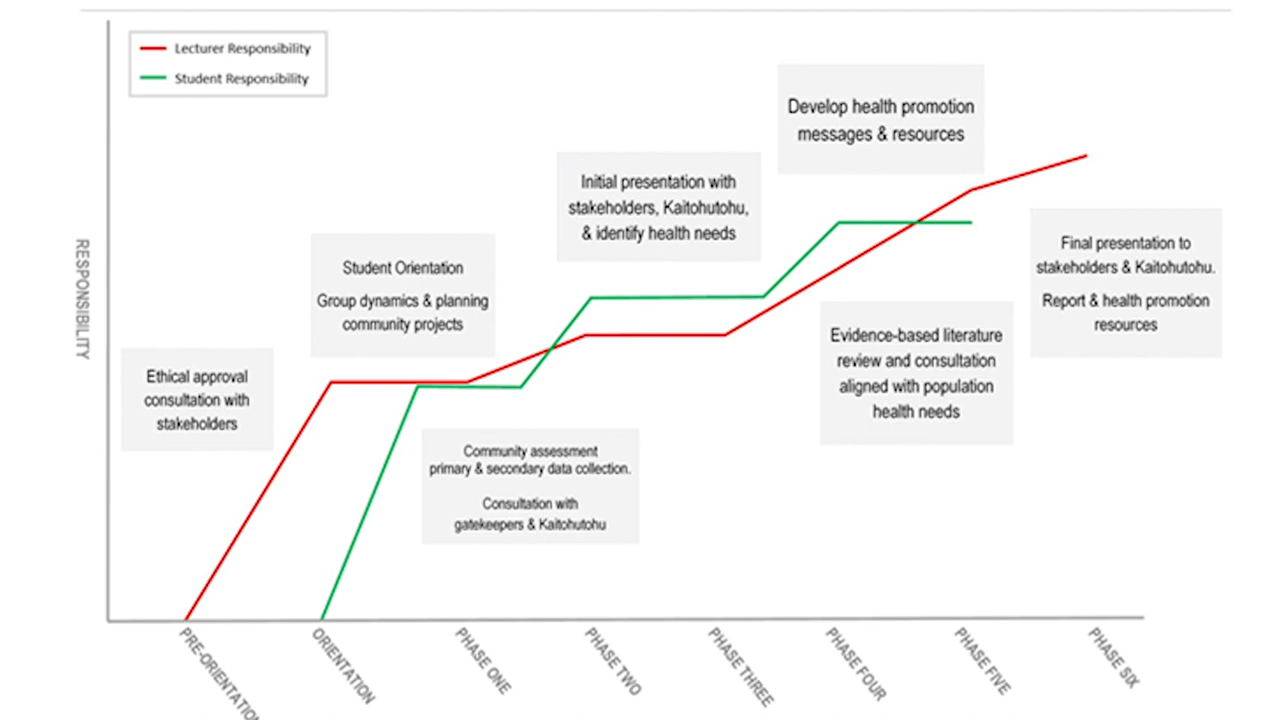 Lecturer Responsibility
Student Responsibility
RESPONSIBILITY
Ethical approval
consultation with
stakeholders
Student Orientation
Group dynamics & planning
community projects
Community assessment
primary & secondary data collection.
Consultation with
gatekeepers & Kaitohutohu
Initial presentation with
stakeholders, Kaitohutohu,
& identify health needs
Develop health promotion
messages & resources
Evidence-based literature
review and consultation
aligned with population
health needs
Final presentation to
stakeholders & Kaitohutohu.
Report & health promotion
resources
PRE-ORIENTATION
ORIENTATION
PHASE ONE
PHASE TWO
PHASE THREE
PHASE FOUR
PHASE FIVE
PHASE SIX